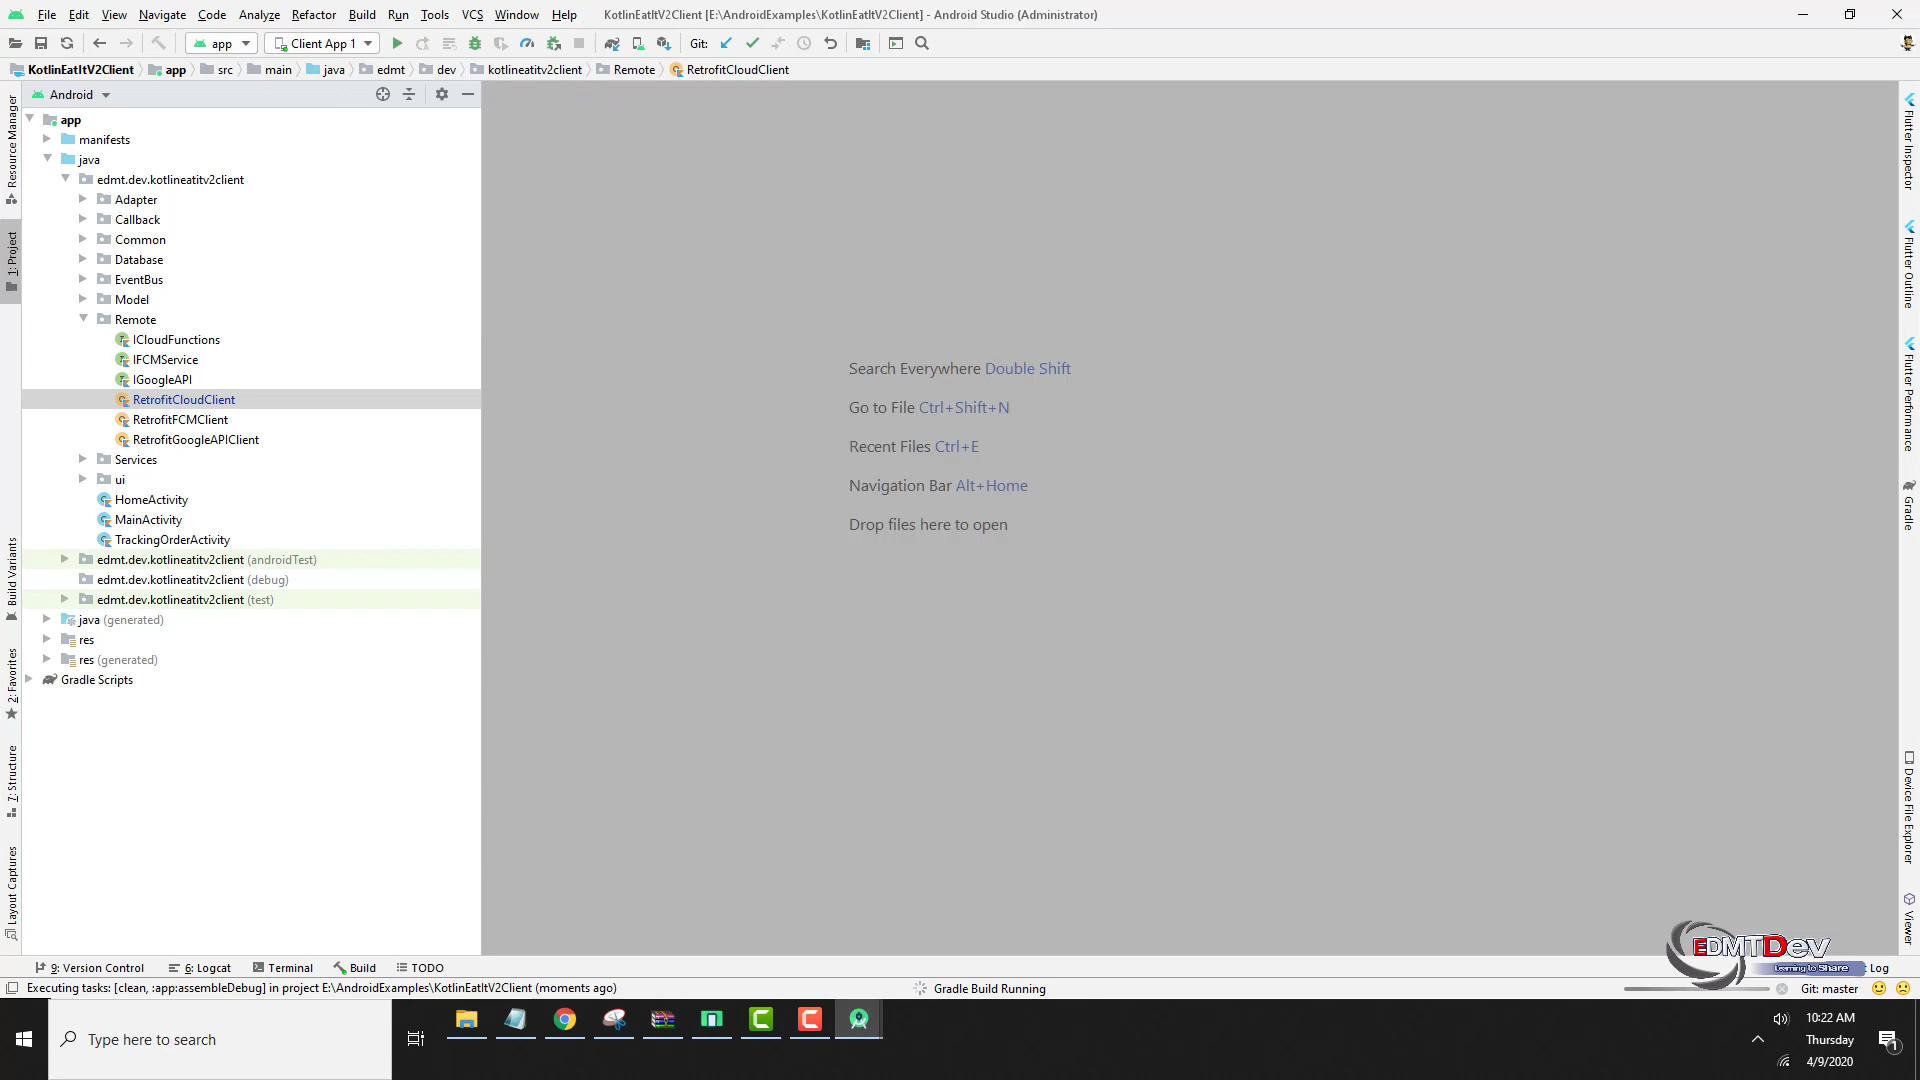 File Edit View Navigate Code Analyze Refactor Build Run Tools VCS Window Help KotlinEatItV2Client [E:\AndroidExamples\KotlinEatItV2Client] - Android Studio (Administrator)
app Client App 1 Git:
KotlinEatItV2Client app src main java edmt dev kotlineatitv2client Remote RetrofitCloudClient
Android
app
manifests
java
edmt.dev.kotlineatitv2client
Adapter
Callback
Common
Database
EventBus
Model
Remote
ICloudFunctions
IFCMService
IGoogleAPI
RetrofitCloudClient
RetrofitFCMClient
RetrofitGoogleAPIClient
Services
ui
HomeActivity
MainActivity
TrackingOrderActivity
edmt.dev.kotlineatitv2client (androidTest)
edmt.dev.kotlineatitv2client (debug)
edmt.dev.kotlineatitv2client (test)
java (generated)
res
res (generated)
Gradle Scripts
Resource Manager
1: Project
Build Variants
2: Favorites
7: Structure
Layout Captures
Search Everywhere Double Shift
Go to File Ctrl+Shift+N
Recent Files Ctrl+E
Navigation Bar Alt+Home
Drop files here to open
Flutter Inspector
Flutter Outline
Flutter Performance
Gradle
Device File Explorer
Viewer
EDMTDev
Learning to Share
9: Version Control 6: Logcat Terminal Build TODO Log
Executing tasks: [clean, :app:assembleDebug] in project E:\AndroidExamples\KotlinEatItV2Client (moments ago) Gradle Build Running Git: master
Type here to search
10:22 AM
Thursday
4/9/2020
1